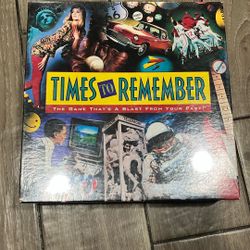 TIMES TO REMEMBER
THE GAME THAT'S A BLAST FROM YOUR PAST!